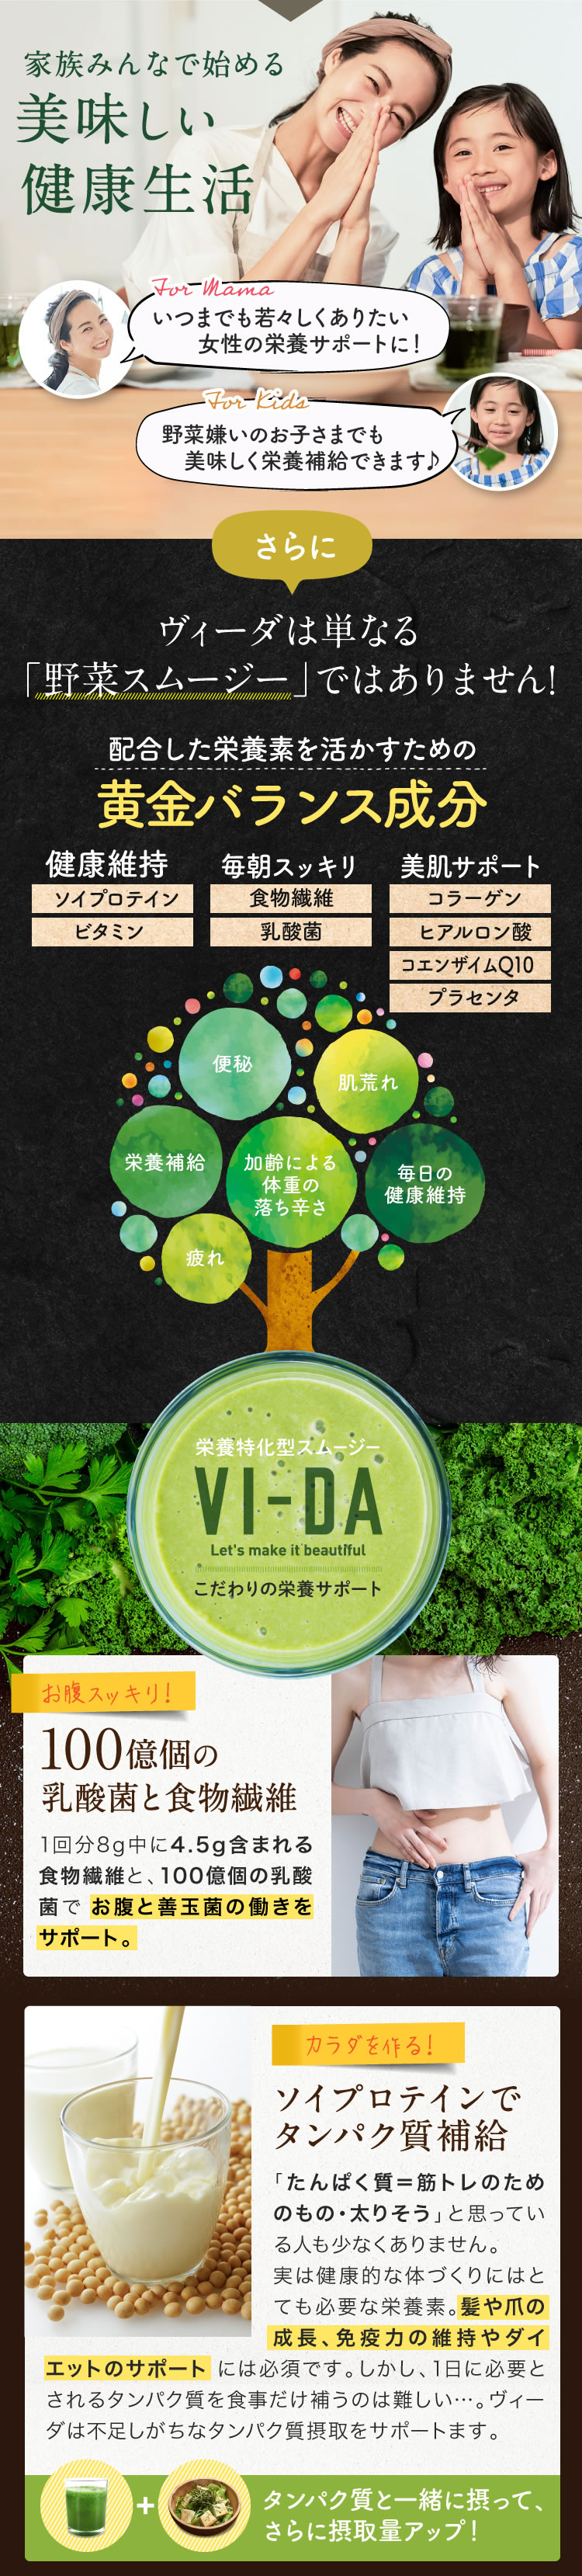 家族みんなで始める
美味しい
健康生活
For Mama
いつまでも若々しくありたい
女性の栄養サポートに!
For Kids
野菜嫌いのお子さまでも
美味しく栄養補給できます♪
さらに
ヴィーダは単なる
「野菜スムージー」ではありません!
配合した栄養素を活かすための
黄金バランス成分
健康維持
ソイプロテイン
ビタミン
毎朝スッキリ
食物繊維
乳酸菌
美肌サポート
コラーゲン
ヒアルロン酸
コエンザイムQ10
プラセンタ
便秘
肌荒れ
栄養補給
加齢による
体重の
落ち辛さ
毎日の
健康維持
疲れ
栄養特化型スムージー
VI-DA
Let's make it beautiful
こだわりの栄養サポート
お腹スッキリ!
100億個の
乳酸菌と食物繊維
1回分8g中に4.5g含まれる
食物繊維と、100億個の乳酸
菌で お腹と善玉菌の働きを
サポート。
カラダを作る!
ソイプロテインで
タンパク質補給
「たんぱく質=筋トレのため
のもの・太りそう」と思ってい
る人も少なくありません。
実は健康的な体づくりにはと
ても必要な栄養素。髪や爪の
成長、免疫力の維持やダイ
エットのサポート には必須です。しかし、1日に必要と
されるタンパク質を食事だけ補うのは難しい…。ヴィー
ダは不足しがちなタンパク質摂取をサポートます。
+
タンパク質と一緒に摂って、
さらに摂取量アップ!